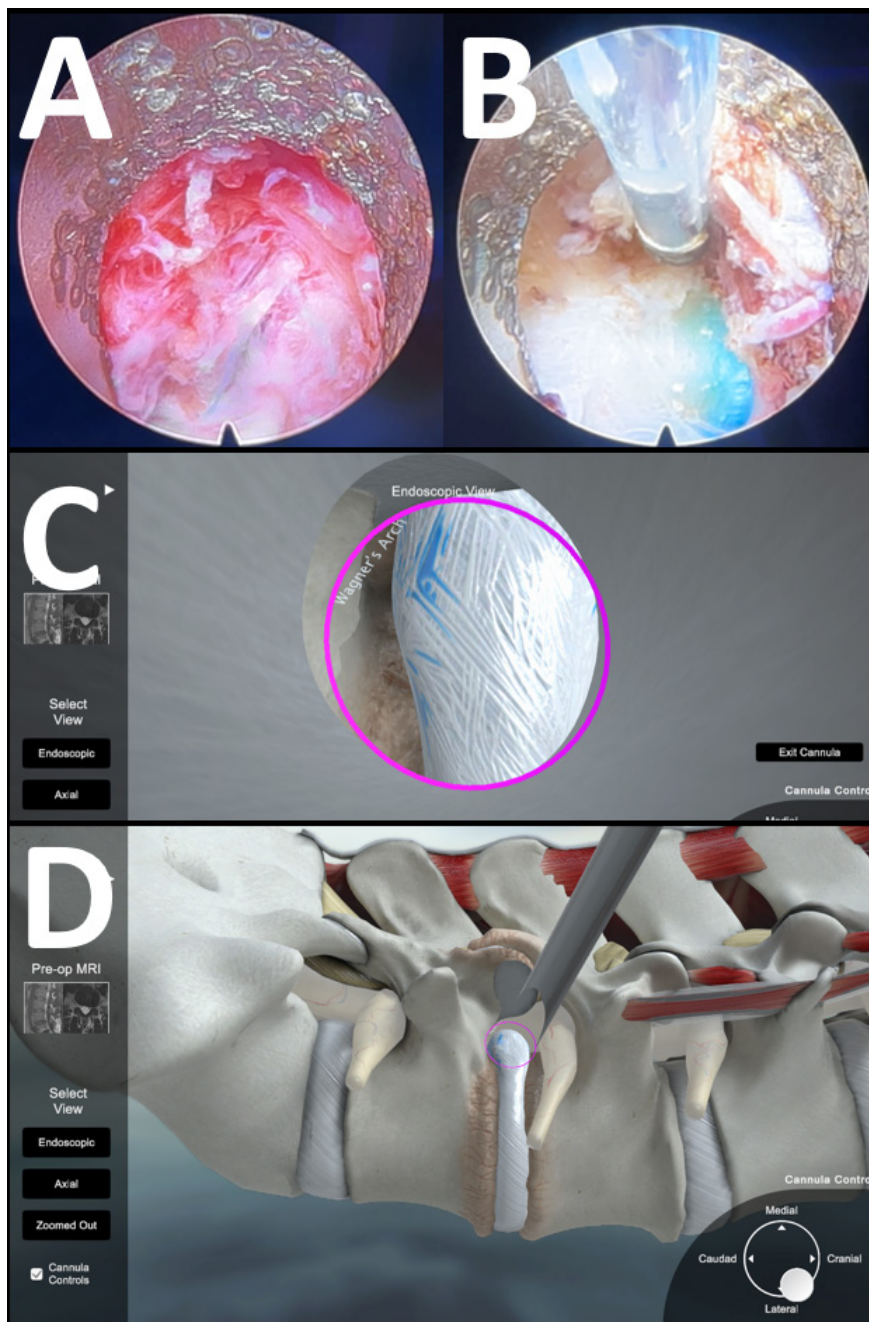 A
B
C
Endoscopic View
Wagner's Arch
Select
View
Endoscopic
Axial
Exit Cannula
Cannula Contro
Medial
D
Pre-op MRI
Select
View
Endoscopic
Axial
Zoomed Out
Cannula
Controls
Cannula Contro
Medial
Caudad
Cranial
Lateral